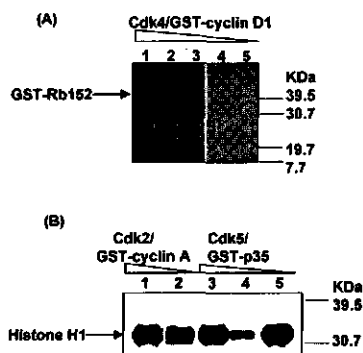 (A)
Cdk4/GST-cyclin D1
1 2 3 4 5
KDa
GST-Rb152
39.5
30.7
19.7
7.7
(B)
Cdk2/ Cdk5/
GST-cyclin A GST-p35
KDa
1 2 3 4 5
39.5
Histone H1
30.7